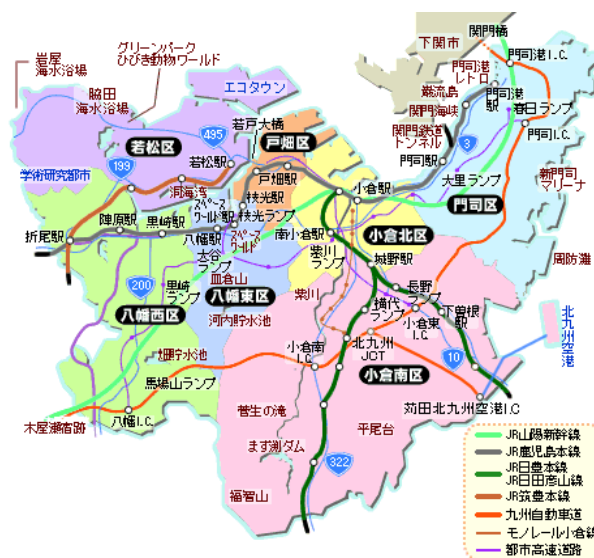 関門橋
下関市
門司港I.C.
門司港
レトロ
門司港
駅
春日ランプ
巌流島
関門海峡
門司I.C.
関門鉄道
トンネル
門司駅
3
大里ランプ
新門司
マリーナ
門司区
周防灘
岩屋
海水浴場
グリーンパーク
ひびき動物ワールド
脇田
海水浴場
エコタウン
495
若戸大橋
戸畑区
若松区
若松駅
199
戸畑駅
学術研究都市
洞海湾
枝光駅
小倉駅
陣原駅
黒崎駅
スペース
ワールド駅
枝光ランプ
折尾駅
八幡駅
スペース
ワールド
南小倉駅
小倉北区
大谷
ランプ
紫川
ランプ
城野駅
200
黒崎
ランプ
皿倉山
八幡東区
紫川
長野
ランプ
下曽根駅
横代
ランプ
小倉東
I.C.
北九州空港
八幡西区
河内貯水池
北九州
JCT
畑貯水池
小倉南
I.C.
10
小倉南区
馬場山ランプ
苅田北九州空港I.C
木屋瀬宿跡
八幡I.C.
菅生の滝
平尾台
ます渕ダム
322
福智山
JR山陽新幹線
JR鹿児島本線
JR日豊本線
JR日田彦山線
JR筑豊本線
九州自動車道
モノレール小倉線
都市高速道路